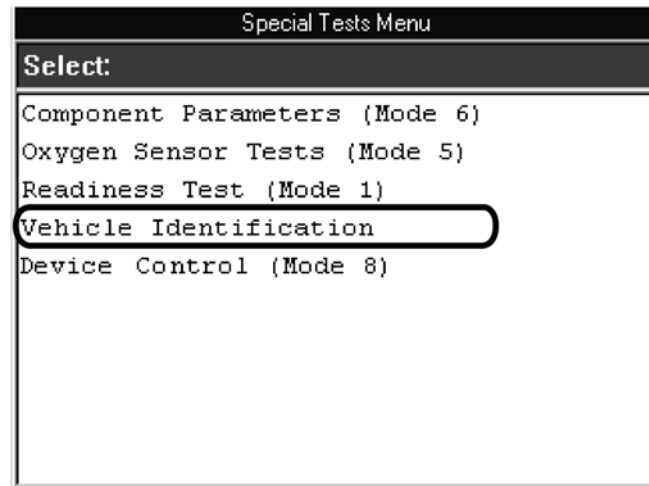 Special Tests Menu
Select:
Component Parameters (Mode 6)
Oxygen Sensor Tests (Mode 5)
Readiness Test (Mode 1)
Vehicle Identification
Device Control (Mode 8)